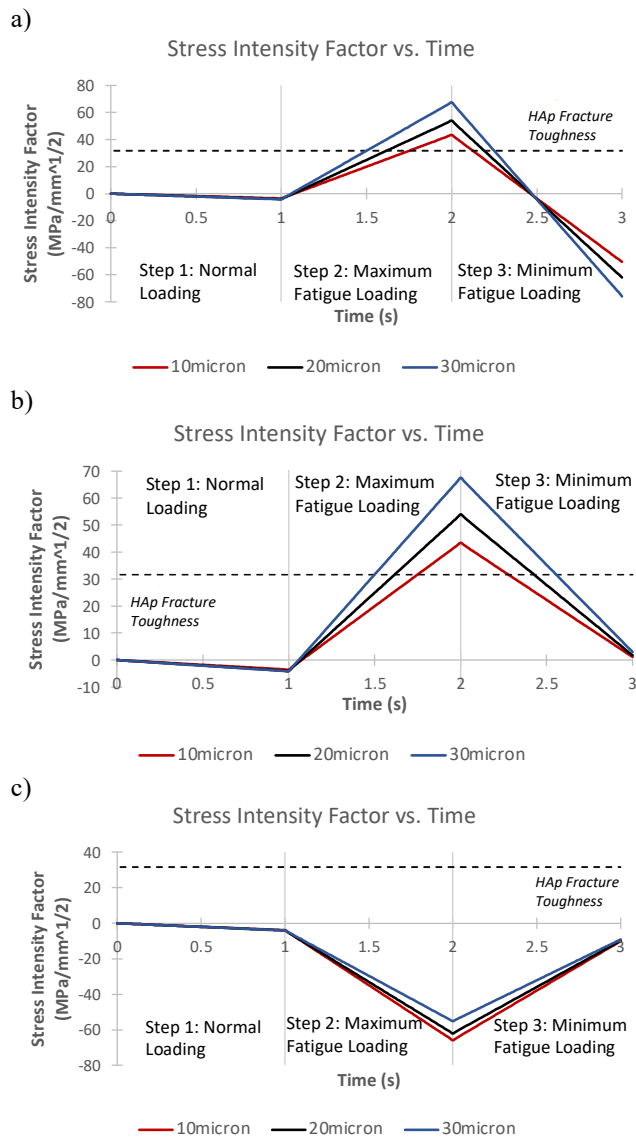 a)
Stress Intensity Factor vs. Time
Stress Intensity Factor
(MPa/mm^1/2)
80
60
40
20
0
-20
-40
-60
-80
HAp Fracture
Toughness
0
0.5
1
1.5
2
2.5
3
Step 1: Normal
Loading
Step 2: Maximum
Fatigue Loading
Step 3: Minimum
Fatigue Loading
Time (s)
10micron
20micron
30micron
b)
Stress Intensity Factor vs. Time
Stress Intensity Factor
(MPa/mm^1/2)
70
60
50
40
30
20
10
0
-10
Step 1: Normal
Loading
Step 2: Maximum
Fatigue Loading
Step 3: Minimum
Fatigue Loading
HAp Fracture
Toughness
0
0.5
1
1.5
2
2.5
3
Time (s)
10micron
20micron
30micron
c)
Stress Intensity Factor vs. Time
Stress Intensity Factor
(MPa/mm^1/2)
40
20
0
-20
-40
-60
-80
HAp Fracture
Toughness
0
0.5
1
1.5
2
2.5
3
Step 1: Normal
Loading
Step 2: Maximum
Fatigue Loading
Step 3: Minimum
Fatigue Loading
Time (s)
10micron
20micron
30micron